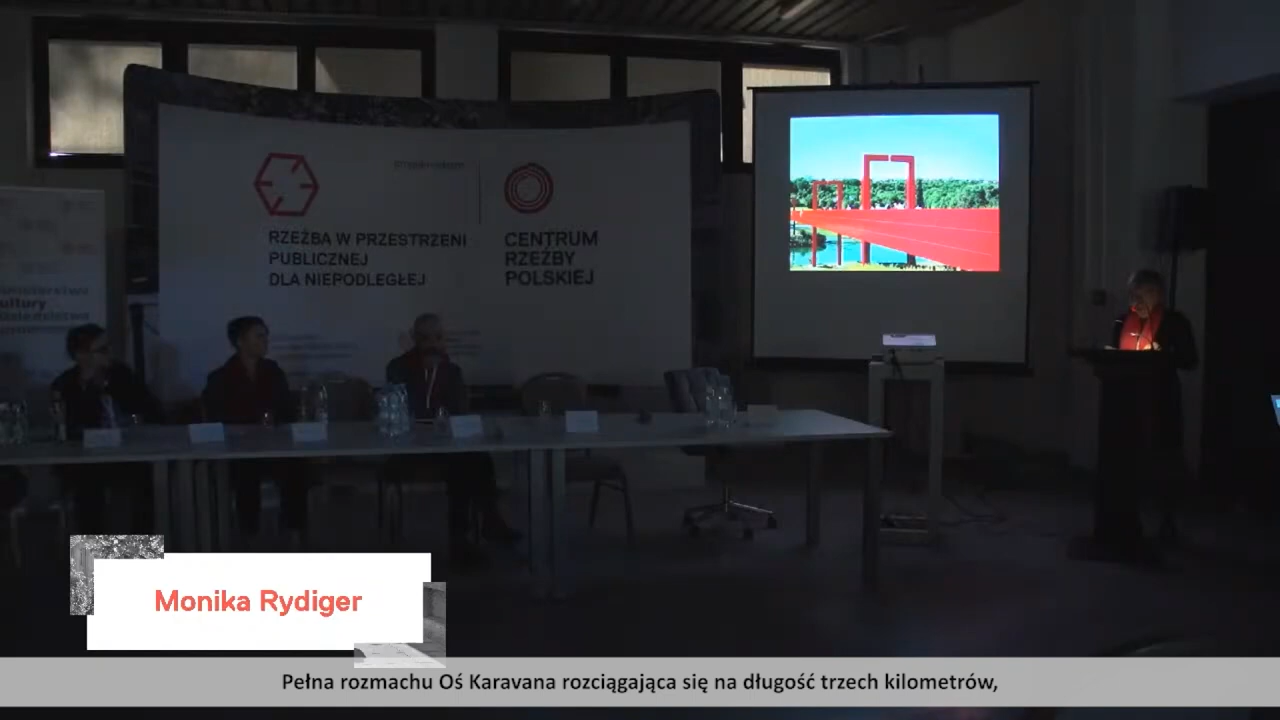 RZEŹBA W PRZESTRZENI
PUBLICZNEJ
DLA NIEPODLEGŁEJ
CENTRUM
RZEŹBY
POLSKIEJ
Monika Rydiger
Pełna rozmachu Oś Karavana rozciągająca się na długość trzech kilometrów,